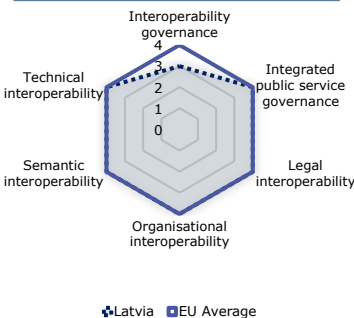 Interoperability
governance
4
3
2
1
0
Integrated
public service
governance
Legal
interoperability
Organisational
interoperability
Semantic
interoperability
Technical
interoperability
Latvia EU Average